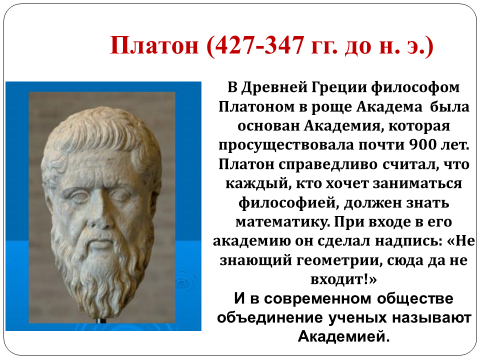 Платон (427-347 гг. до н. э.)
В Древней Греции философом
Платоном в роще Академа была
основан Академия, которая
просуществовала почти 900 лет.
Платон справедливо считал, что
каждый, кто хочет заниматься
философией, должен знать
математику. При входе в его
академию он сделал надпись: «Не
знающий геометрии, сюда да не
входит!»
И в современном обществе
объединение ученых называют
Академией.